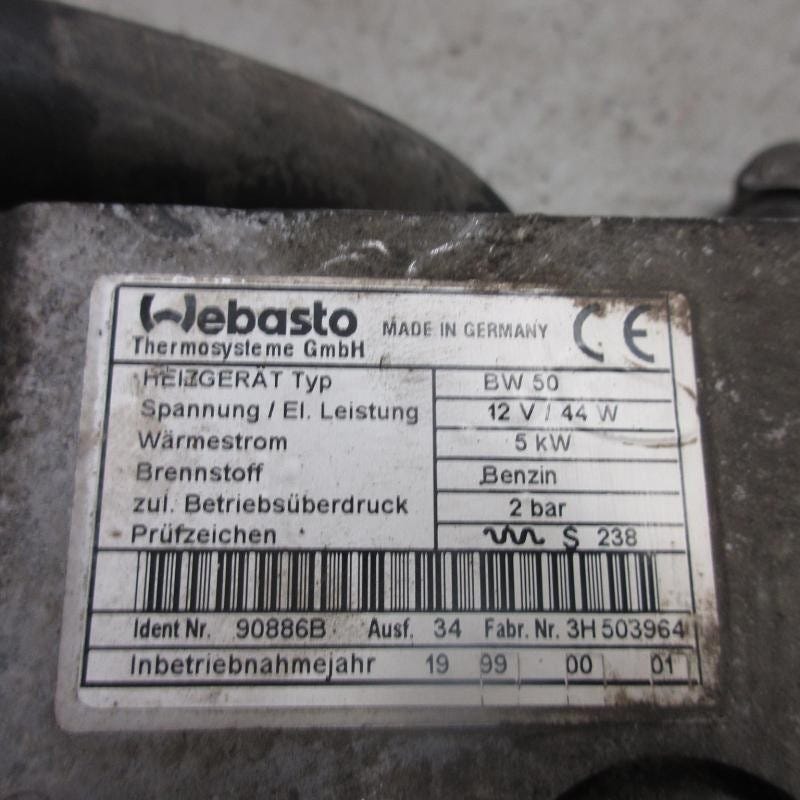 Webasto MADE IN GERMANY CE
Thermosysteme GmbH
HEIZGERÄT Typ BW 50
Spannung / El. Leistung 12 V / 44 W
Wärmestrom 5 kW
Brennstoff Benzin
zul. Betriebsüberdruck 2 bar
Prüfzeichen ~ S 238
Ident Nr. 90886B Ausf. 34 Fabr. Nr. 3H 503964
Inbetriebnahmejahr 19 99 00 01